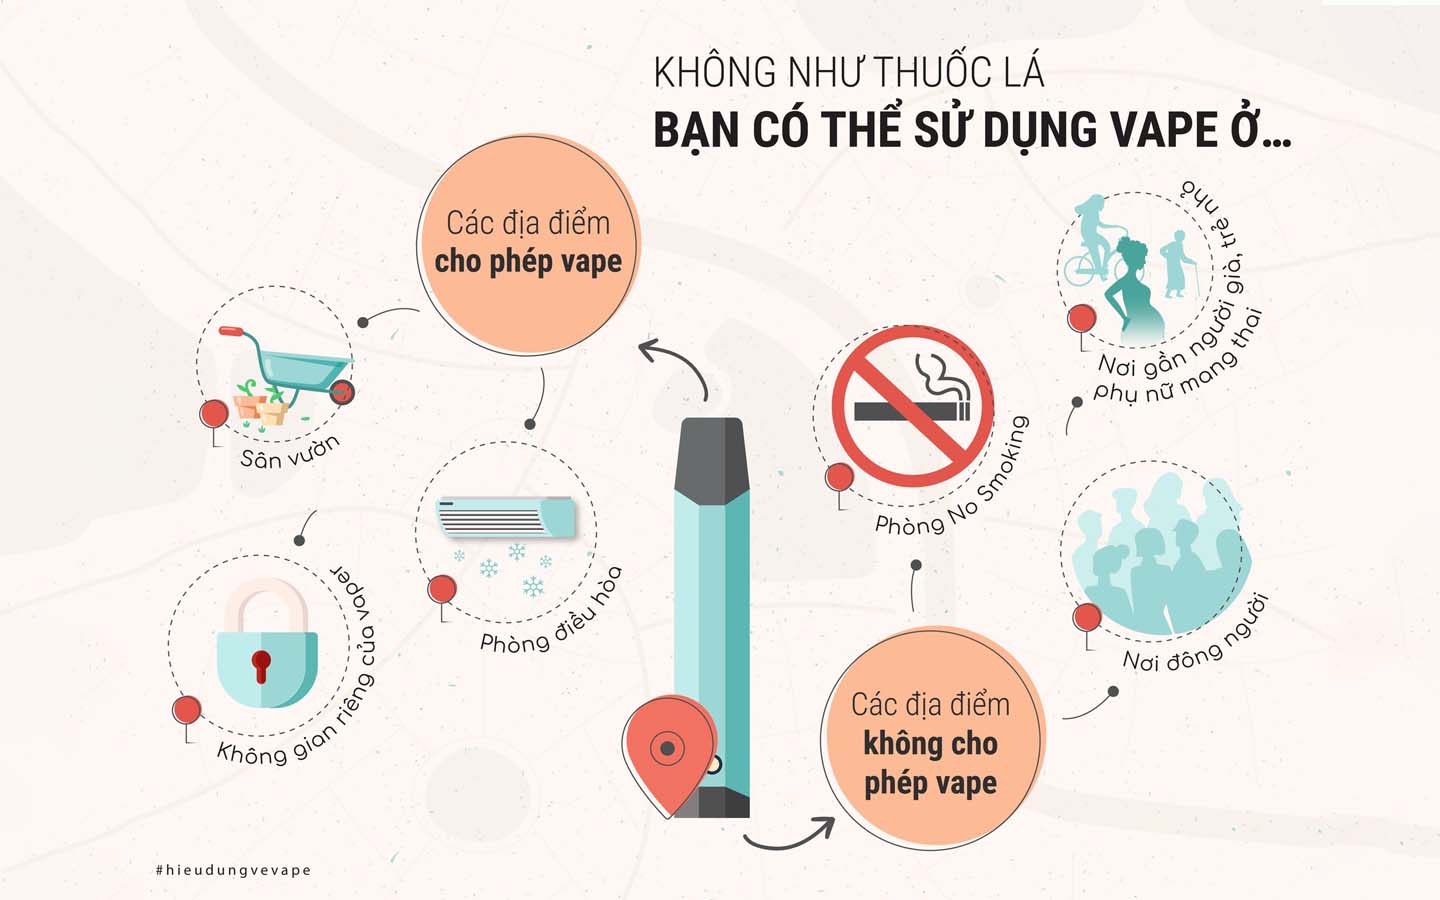 KHÔNG NHƯ THUỐC LÁ
BẠN CÓ THỂ SỬ DỤNG VAPE Ở...
Các địa điểm
cho phép vape
Sân vườn
Phòng điều hòa
Không gian riêng của vaper
Nơi gần người già, trẻ nhỏ
phụ nữ mang thai
Phòng No Smoking
Nơi đông người
Các địa điểm
không cho
phép vape
#hieudungvevape